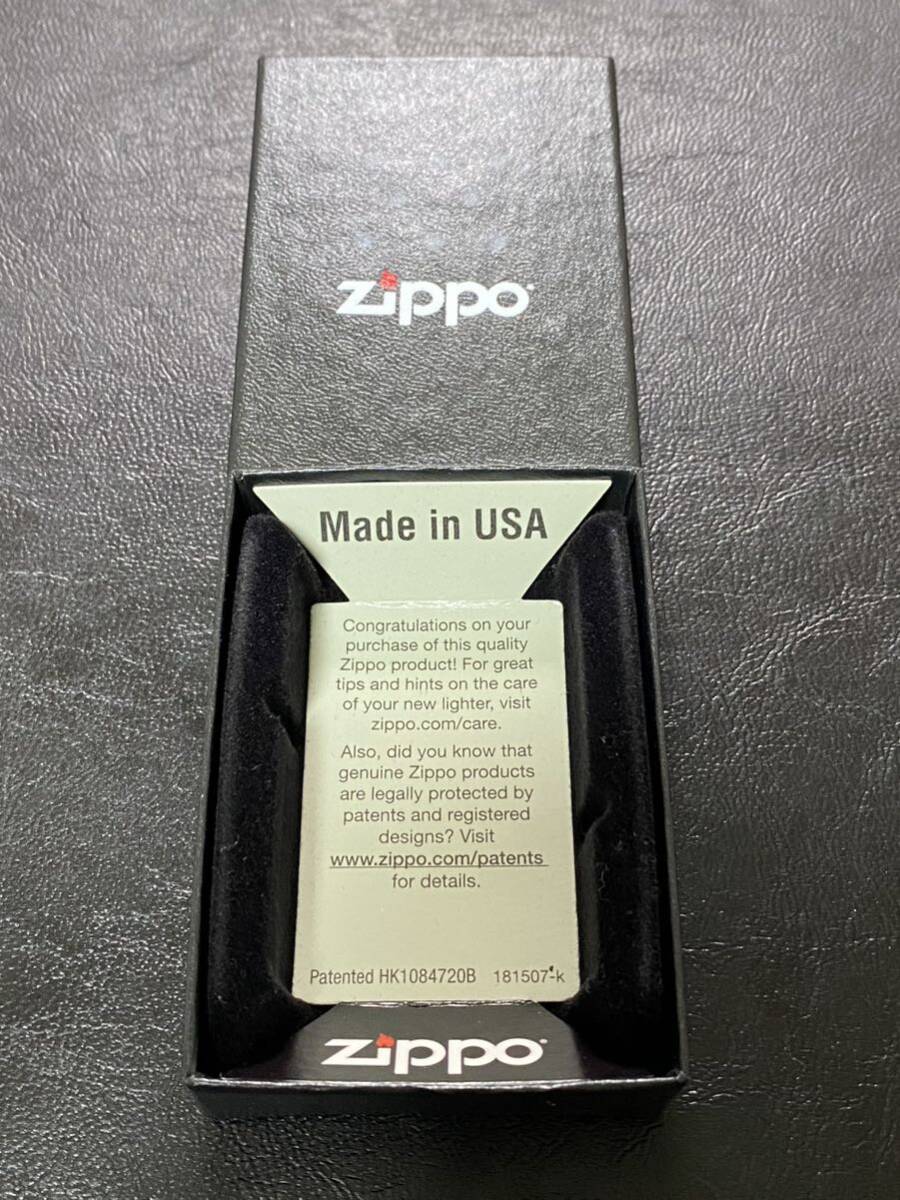 zippo
Made in USA
Congratulations on your
purchase of this quality
Zippo product! For great
tips and hints on the care
of your new lighter, visit
zippo.com/care.
Also, did you know that
genuine Zippo products
are legally protected by
patents and registered
designs? Visit
www.zippo.com/patents
for details.
Patented HK1084720B 181507-k
zippo